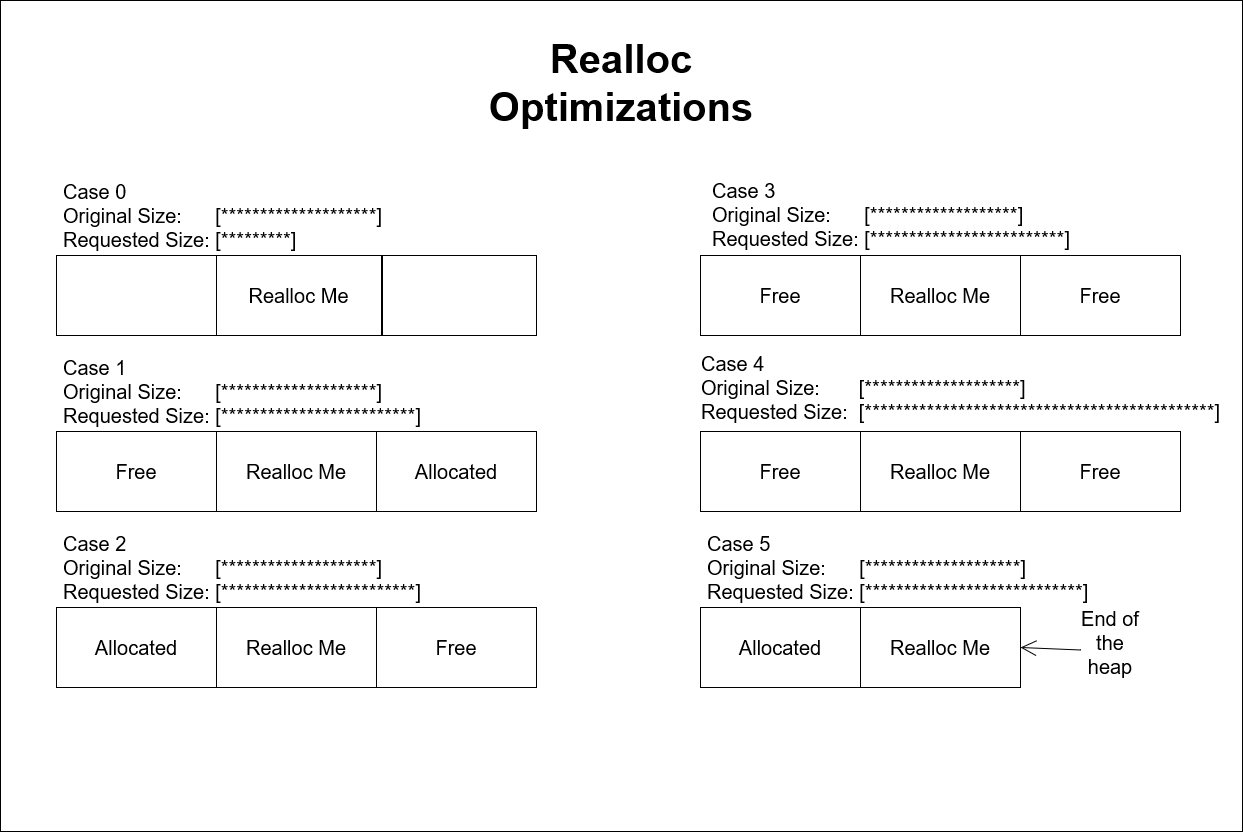 Realloc
Optimizations
Case 0
Original Size: [********************]
Requested Size: [*********]
Realloc Me
Case 1
Original Size: [********************]
Requested Size: [*************************]
Free
Realloc Me
Allocated
Case 2
Original Size: [********************]
Requested Size: [*************************]
Allocated
Realloc Me
Free
Case 3
Original Size: [*******************]
Requested Size: [*************************]
Free
Realloc Me
Free
Case 4
Original Size: [********************]
Requested Size: [*********************************************]
Free
Realloc Me
Free
Case 5
Original Size: [********************]
Requested Size: [****************************]
Allocated
Realloc Me
End of
the
heap